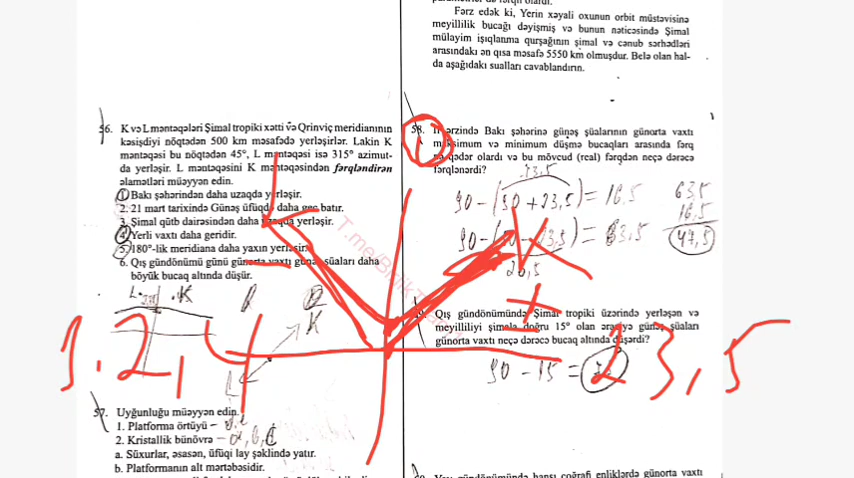 Fərz edək ki, Yerin xəyali oxunun orbit müstəvisinə
meyillilik bucağı dəyişmiş və bunun nəticəsində Şimal
mülayim işıqlanma qurşağının şimal və cənub sərhədləri
arasındakı ən qısa məsafə 5550 km olmuşdur. Belə olan hal-
da aşağıdakı sualları cavablandırın.
56. K və L məntəqələri Şimal tropiki xətti və Qrinviç meridianının
kəsişdiyi nöqtədən 500 km məsafədə yerləşirlər. Lakin K
məntəqəsi bu nöqtədən 45°, L məntəqəsi isə 315° azimut-
da yerləşir. L məntəqəsini K məntəqəsindən fərqləndirən
əlamətləri müəyyən edin.
1. Bakı şəhərindən daha uzaqda yerləşir.
2. 21 mart tarixində Günəş üfüqdə daha gec batır.
3. Şimal qütb dairəsindən daha uzaqda yerləşir.
4. Yerli vaxtı daha geridir.
5. 180°-lik meridiana daha yaxın yerləşir.
6. Qış gündönümü günü günorta vaxtı günəş şüaları daha
böyük bucaq altında düşür.
L K
K
L
1.2,4
57. Uyğunluğu müəyyən edin.
1. Platforma örtüyü –
2. Kristallik bünövrə –
a. Süxurlar, əsasən, üfüqi lay şəklində yatır.
b. Platformanın alt mərtəbəsidir.
58. İl ərzində Bakı şəhərinə günəş şüalarının günorta vaxtı
maksimum və minimum düşmə bucaqları arasında fərq
nə qədər olardı və bu mövcud (real) fərqdən neçə dərəcə
fərqlənərdi?
90 - ( + 23,5) = 16.5
63.5
16.5
47,5
L K
Qış gündönümündə Şimal tropiki üzərində yerləşən və
meyilliliyi şimala doğru 15° olan əraziyə günəş şüaları
günorta vaxtı neçə dərəcə bucaq altında düşərdi?
90 - 15 =
± 23,5
T.me/
gündönümündə hansı coğrafi enliklərdə günorta vaxtı